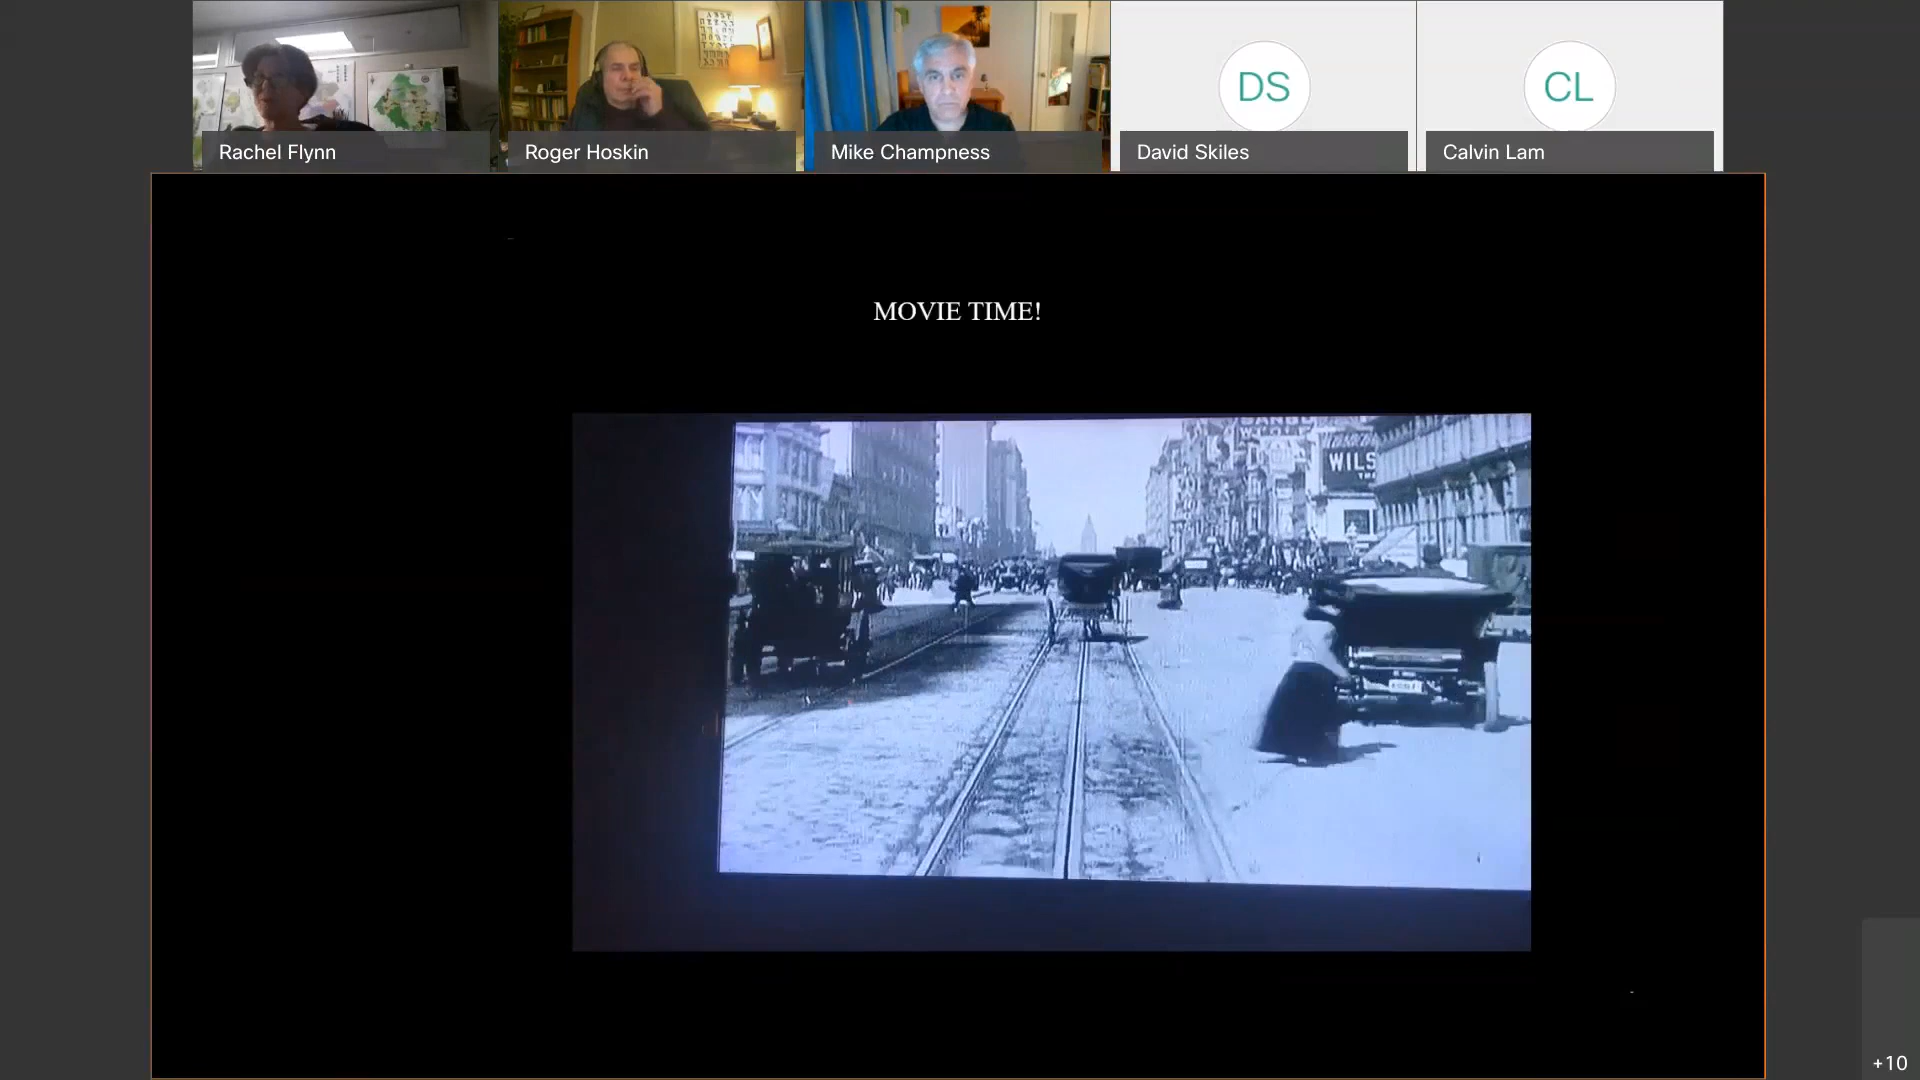 DS
CL
Rachel Flynn
Roger Hoskin
Mike Champness
David Skiles
Calvin Lam
MOVIE TIME!
WILS
+10